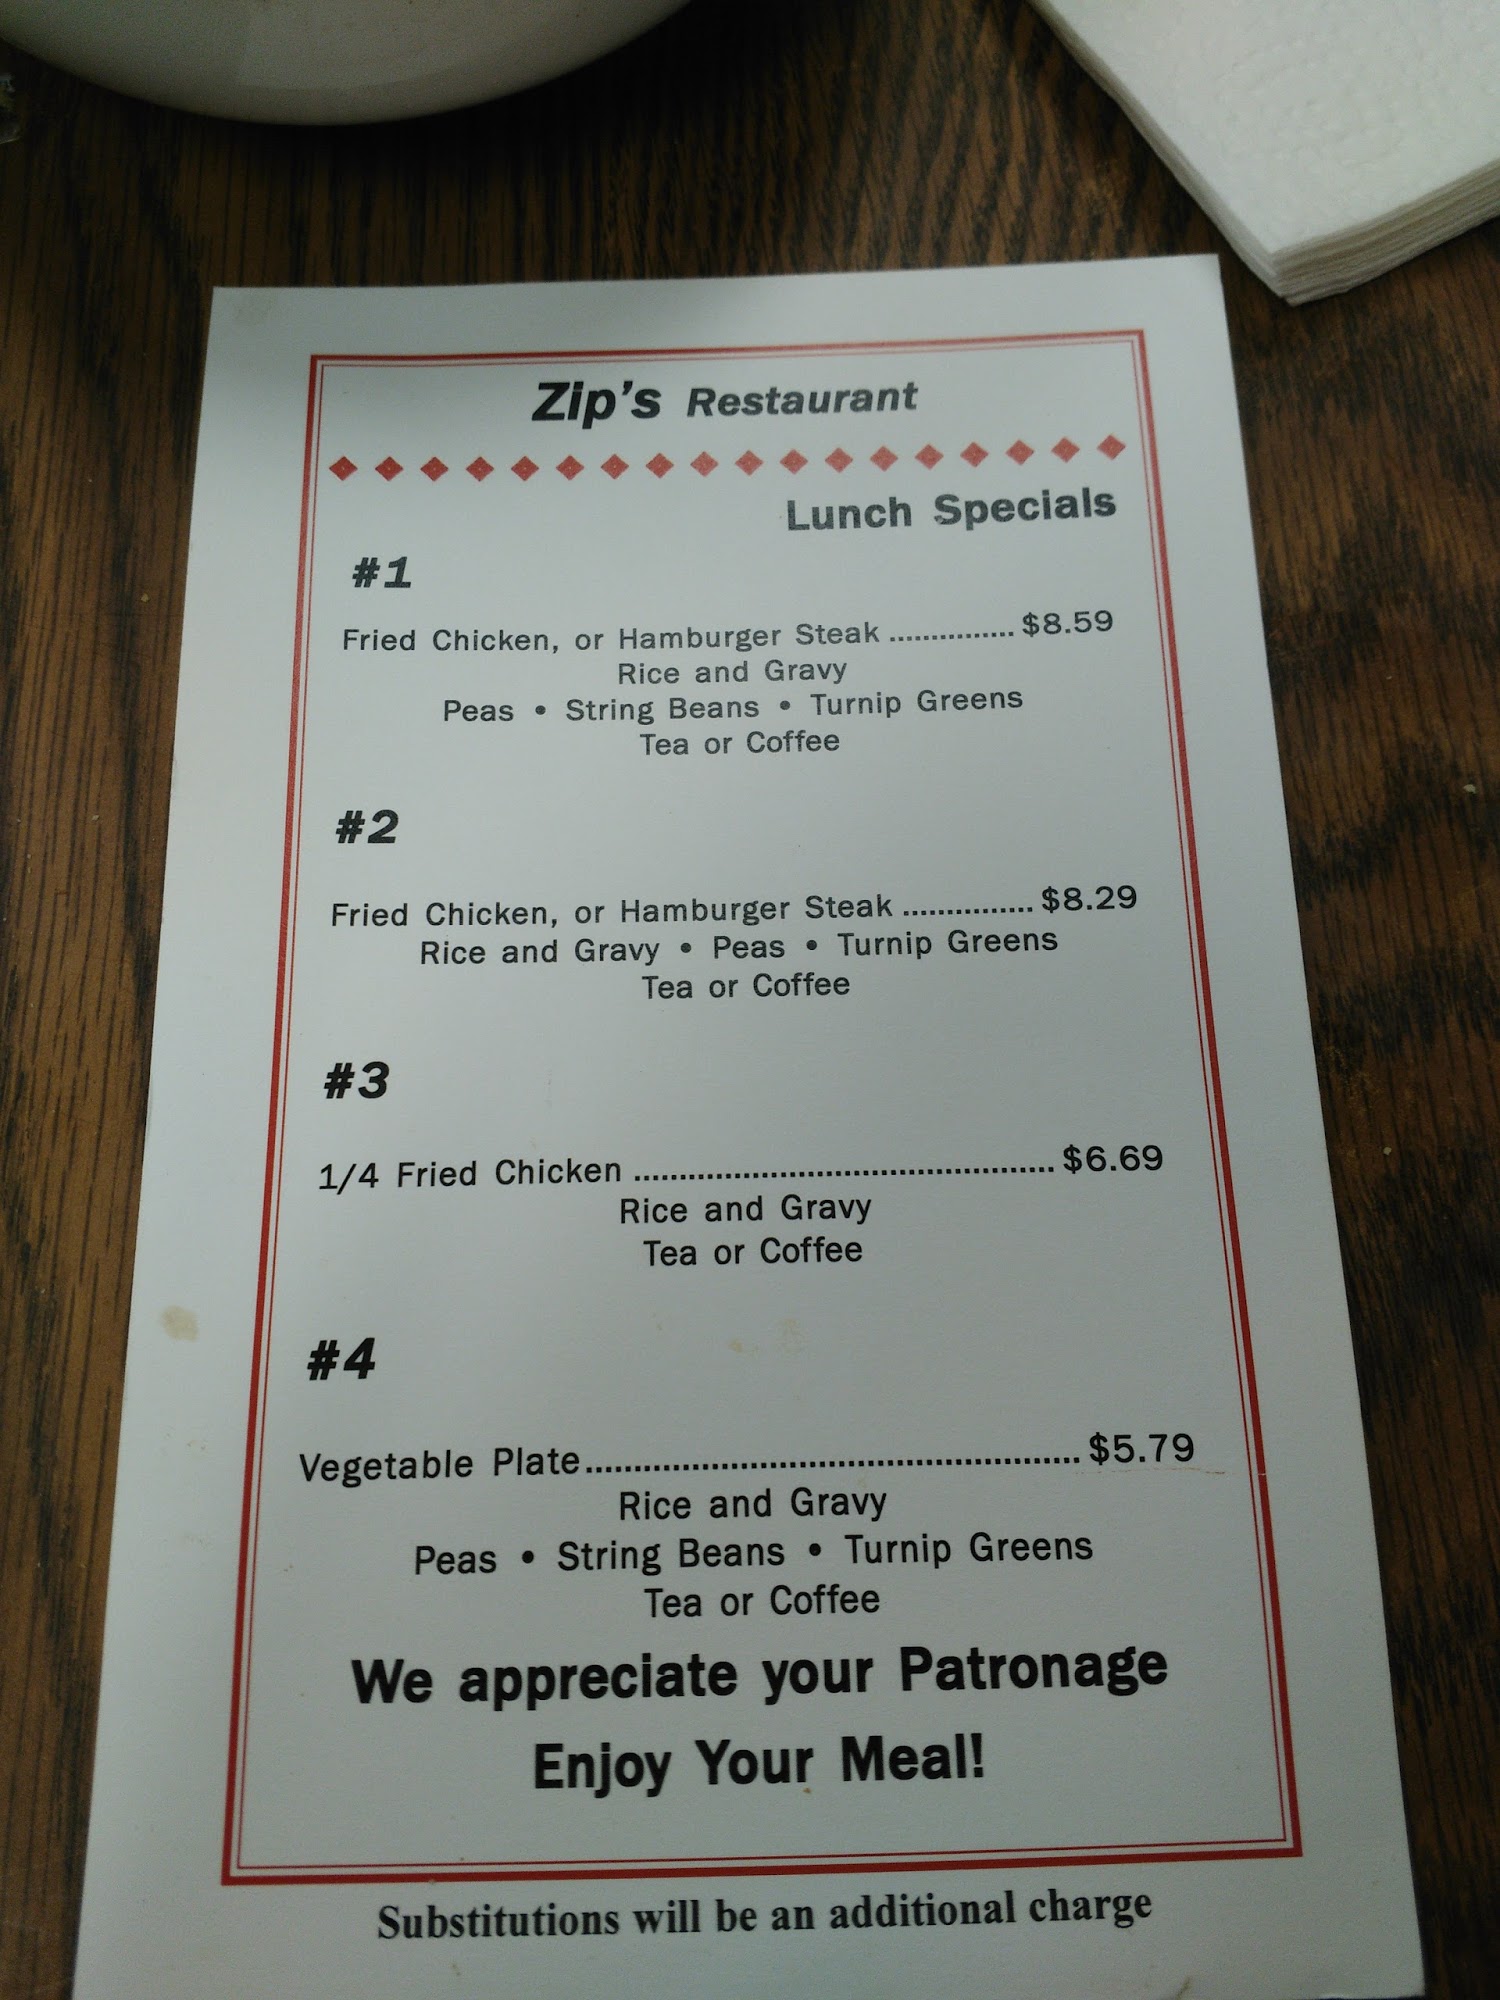 Zip's Restaurant
Lunch Specials
#1
Fried Chicken, or Hamburger Steak ............... $8.59
Rice and Gravy
Peas • String Beans • Turnip Greens
Tea or Coffee
#2
Fried Chicken, or Hamburger Steak ............... $8.29
Rice and Gravy • Peas • Turnip Greens
Tea or Coffee
#3
1/4 Fried Chicken ............................................... $6.69
Rice and Gravy
Tea or Coffee
#4
Vegetable Plate.................................................... $5.79
Rice and Gravy
Peas • String Beans • Turnip Greens
Tea or Coffee
We appreciate your Patronage
Enjoy Your Meal!
Substitutions will be an additional charge